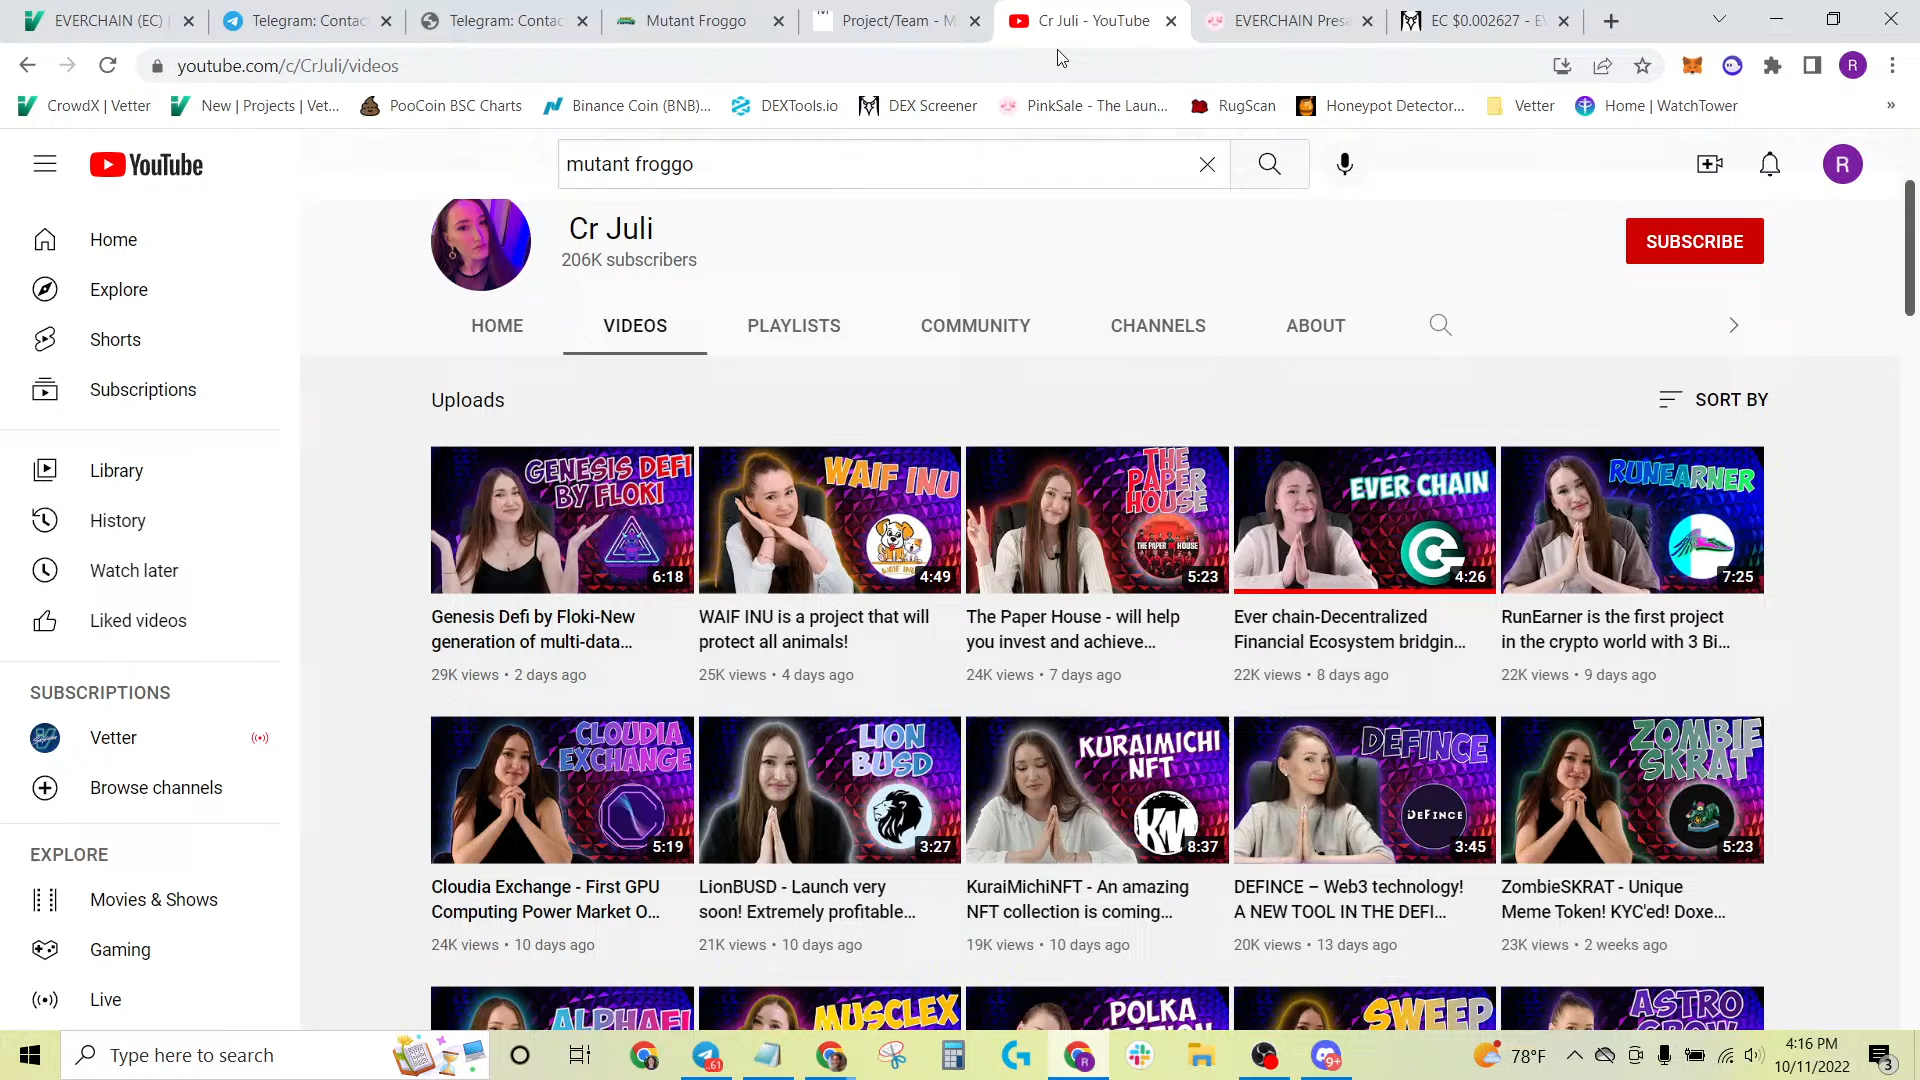 EVERCHAIN (EC)
Telegram: Contac
Telegram: Contac
Mutant Froggo
Project/Team - M
Cr Juli - YouTube
EVERCHAIN Presa
EC $0.002627 - EV
youtube.com/c/CrJuli/videos
R
CrowdX | Vetter
New | Projects | Vet...
PooCoin BSC Charts
Binance Coin (BNB)...
DEXTools.io
DEX Screener
PinkSale - The Laun...
RugScan
Honeypot Detector...
Vetter
Home | WatchTower
»
YouTube
mutant froggo
R
Home
Explore
Shorts
Subscriptions
Library
History
Watch later
Liked videos
SUBSCRIPTIONS
Vetter
Browse channels
EXPLORE
Movies & Shows
Gaming
Live
Cr Juli
206K subscribers
SUBSCRIBE
HOME
VIDEOS
PLAYLISTS
COMMUNITY
CHANNELS
ABOUT
Uploads
SORT BY
GENESIS DEFI
BY FLOKI
6:18
WAIF INU
WAIF INU
4:49
THE
PAPER
HOUSE
THE PAPER HOUSE
5:23
EVER CHAIN
4:26
RUNEARNER
7:25
Genesis Defi by Floki-New
generation of multi-data...
29K views • 2 days ago
WAIF INU is a project that will
protect all animals!
25K views • 4 days ago
The Paper House - will help
you invest and achieve...
24K views • 7 days ago
Ever chain-Decentralized
Financial Ecosystem bridgin...
22K views • 8 days ago
RunEarner is the first project
in the crypto world with 3 Bi...
22K views • 9 days ago
CLOUDIA
EXCHANGE
5:19
LION
BUSD
3:27
KURAIMICHI
NFT
KM
8:37
DEFINCE
DEFINCE
3:45
ZOMBIE
SKRAT
5:23
Cloudia Exchange - First GPU
Computing Power Market O...
24K views • 10 days ago
LionBUSD - Launch very
soon! Extremely profitable...
21K views • 10 days ago
KuraiMichiNFT - An amazing
NFT collection is coming...
19K views • 10 days ago
DEFINCE – Web3 technology!
A NEW TOOL IN THE DEFI...
20K views • 13 days ago
ZombieSKRAT - Unique
Meme Token! KYC'ed! Doxe...
23K views • 2 weeks ago
ALPHAFI
MUSCLEX
POLKA
SWEEP
ASTRO
Type here to search
61
R
9+
78°F
4:16 PM
10/11/2022
3